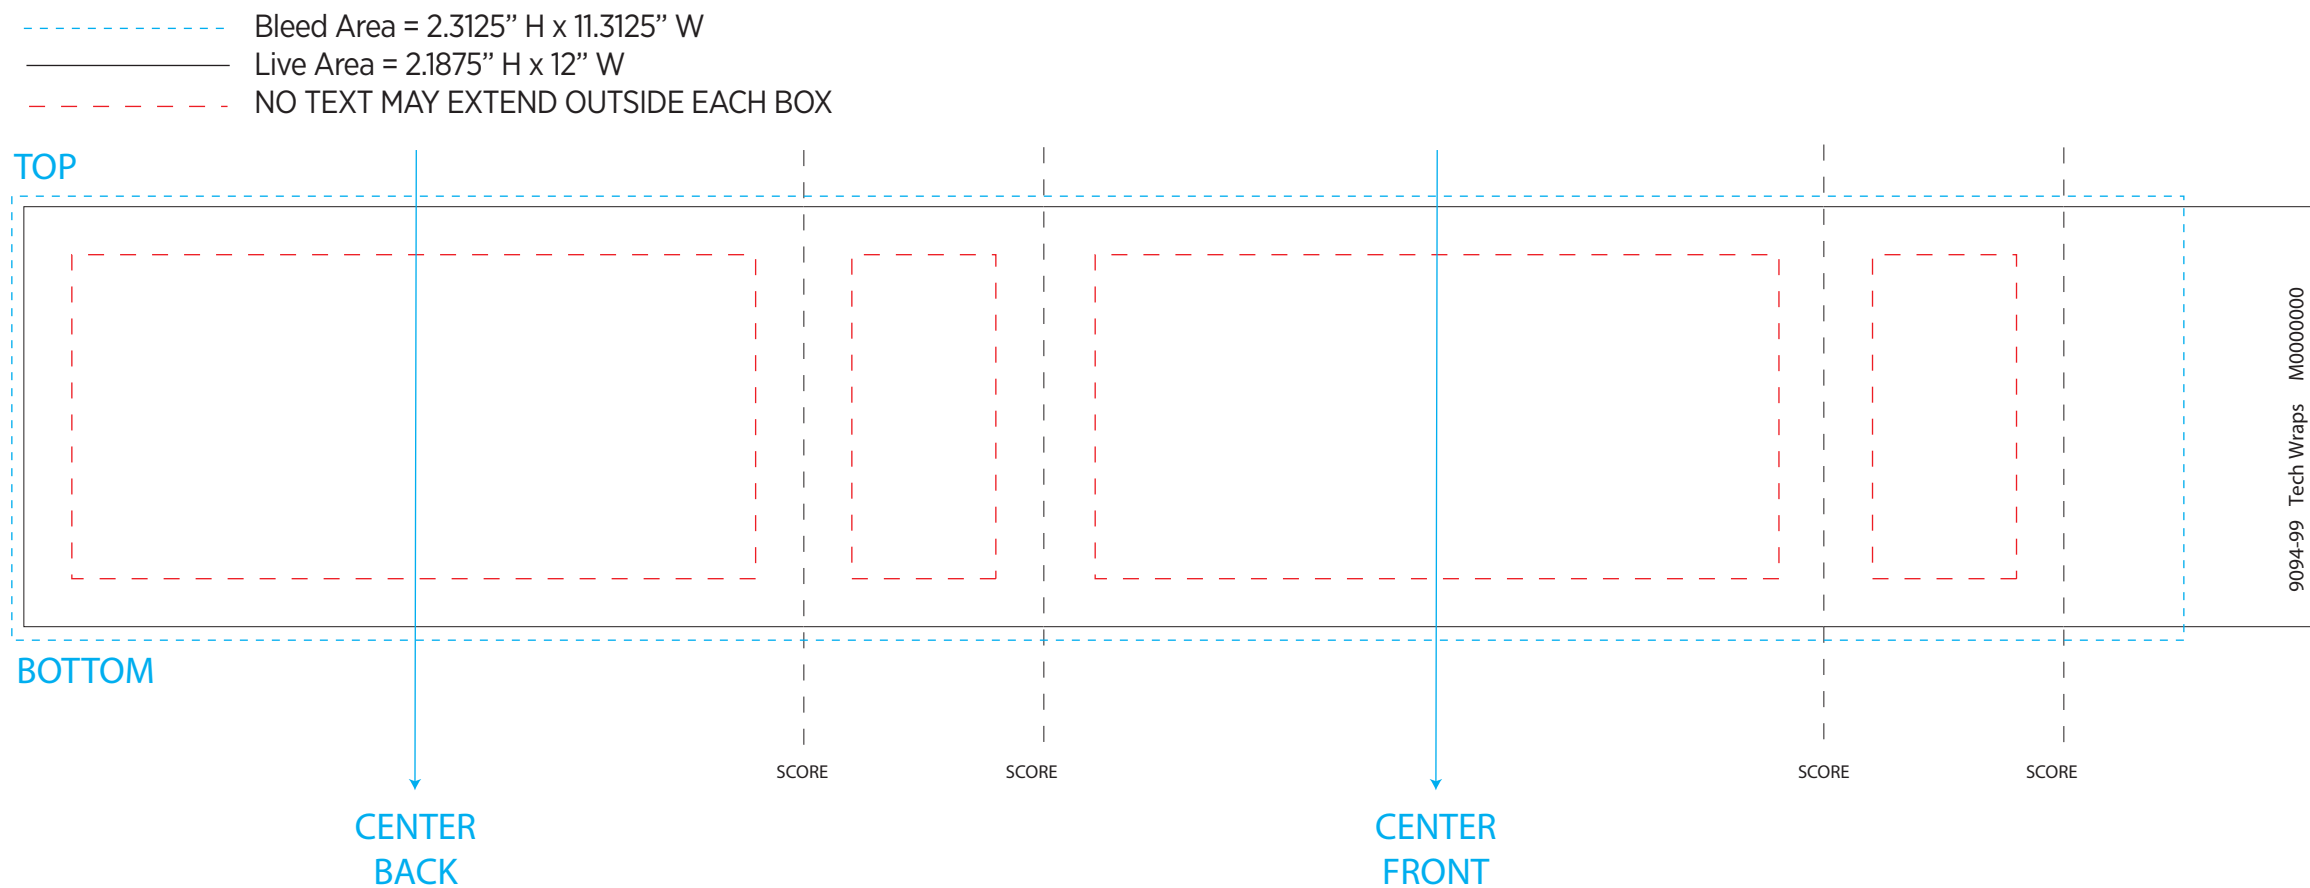 Bleed Area = 2.3125” H x 11.3125” W
Live Area = 2.1875” H x 12” W
NO TEXT MAY EXTEND OUTSIDE EACH BOX
TOP
9094-99 Tech Wraps M000000
BOTTOM
SCORE
SCORE
SCORE
SCORE
CENTER
BACK
CENTER
FRONT